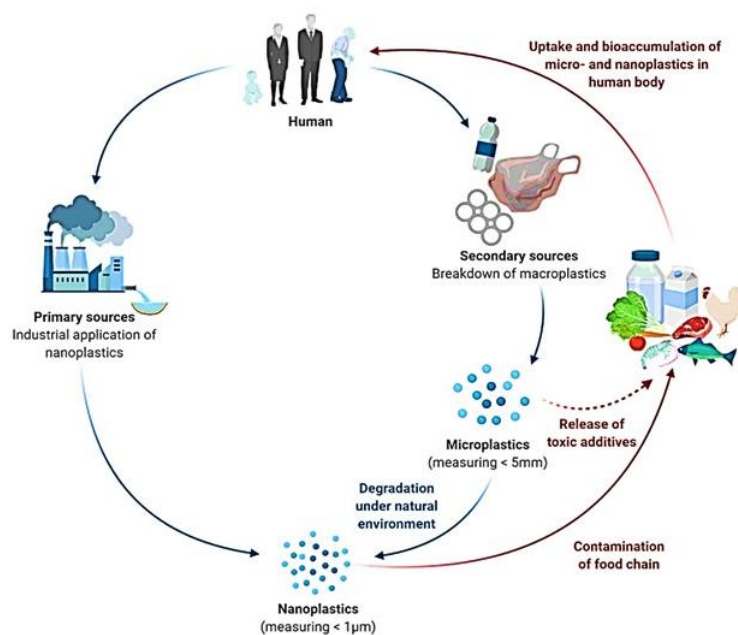 Uptake and bioaccumulation of
micro- and nanoplastics in
human body
Human
Secondary sources
Breakdown of macroplastics
Primary sources
Industrial application of
nanoplastics
Release of
toxic additives
Microplastics
(measuring < 5mm)
Degradation
under natural
environment
Contamination
of food chain
Nanoplastics
(measuring < 1μm)